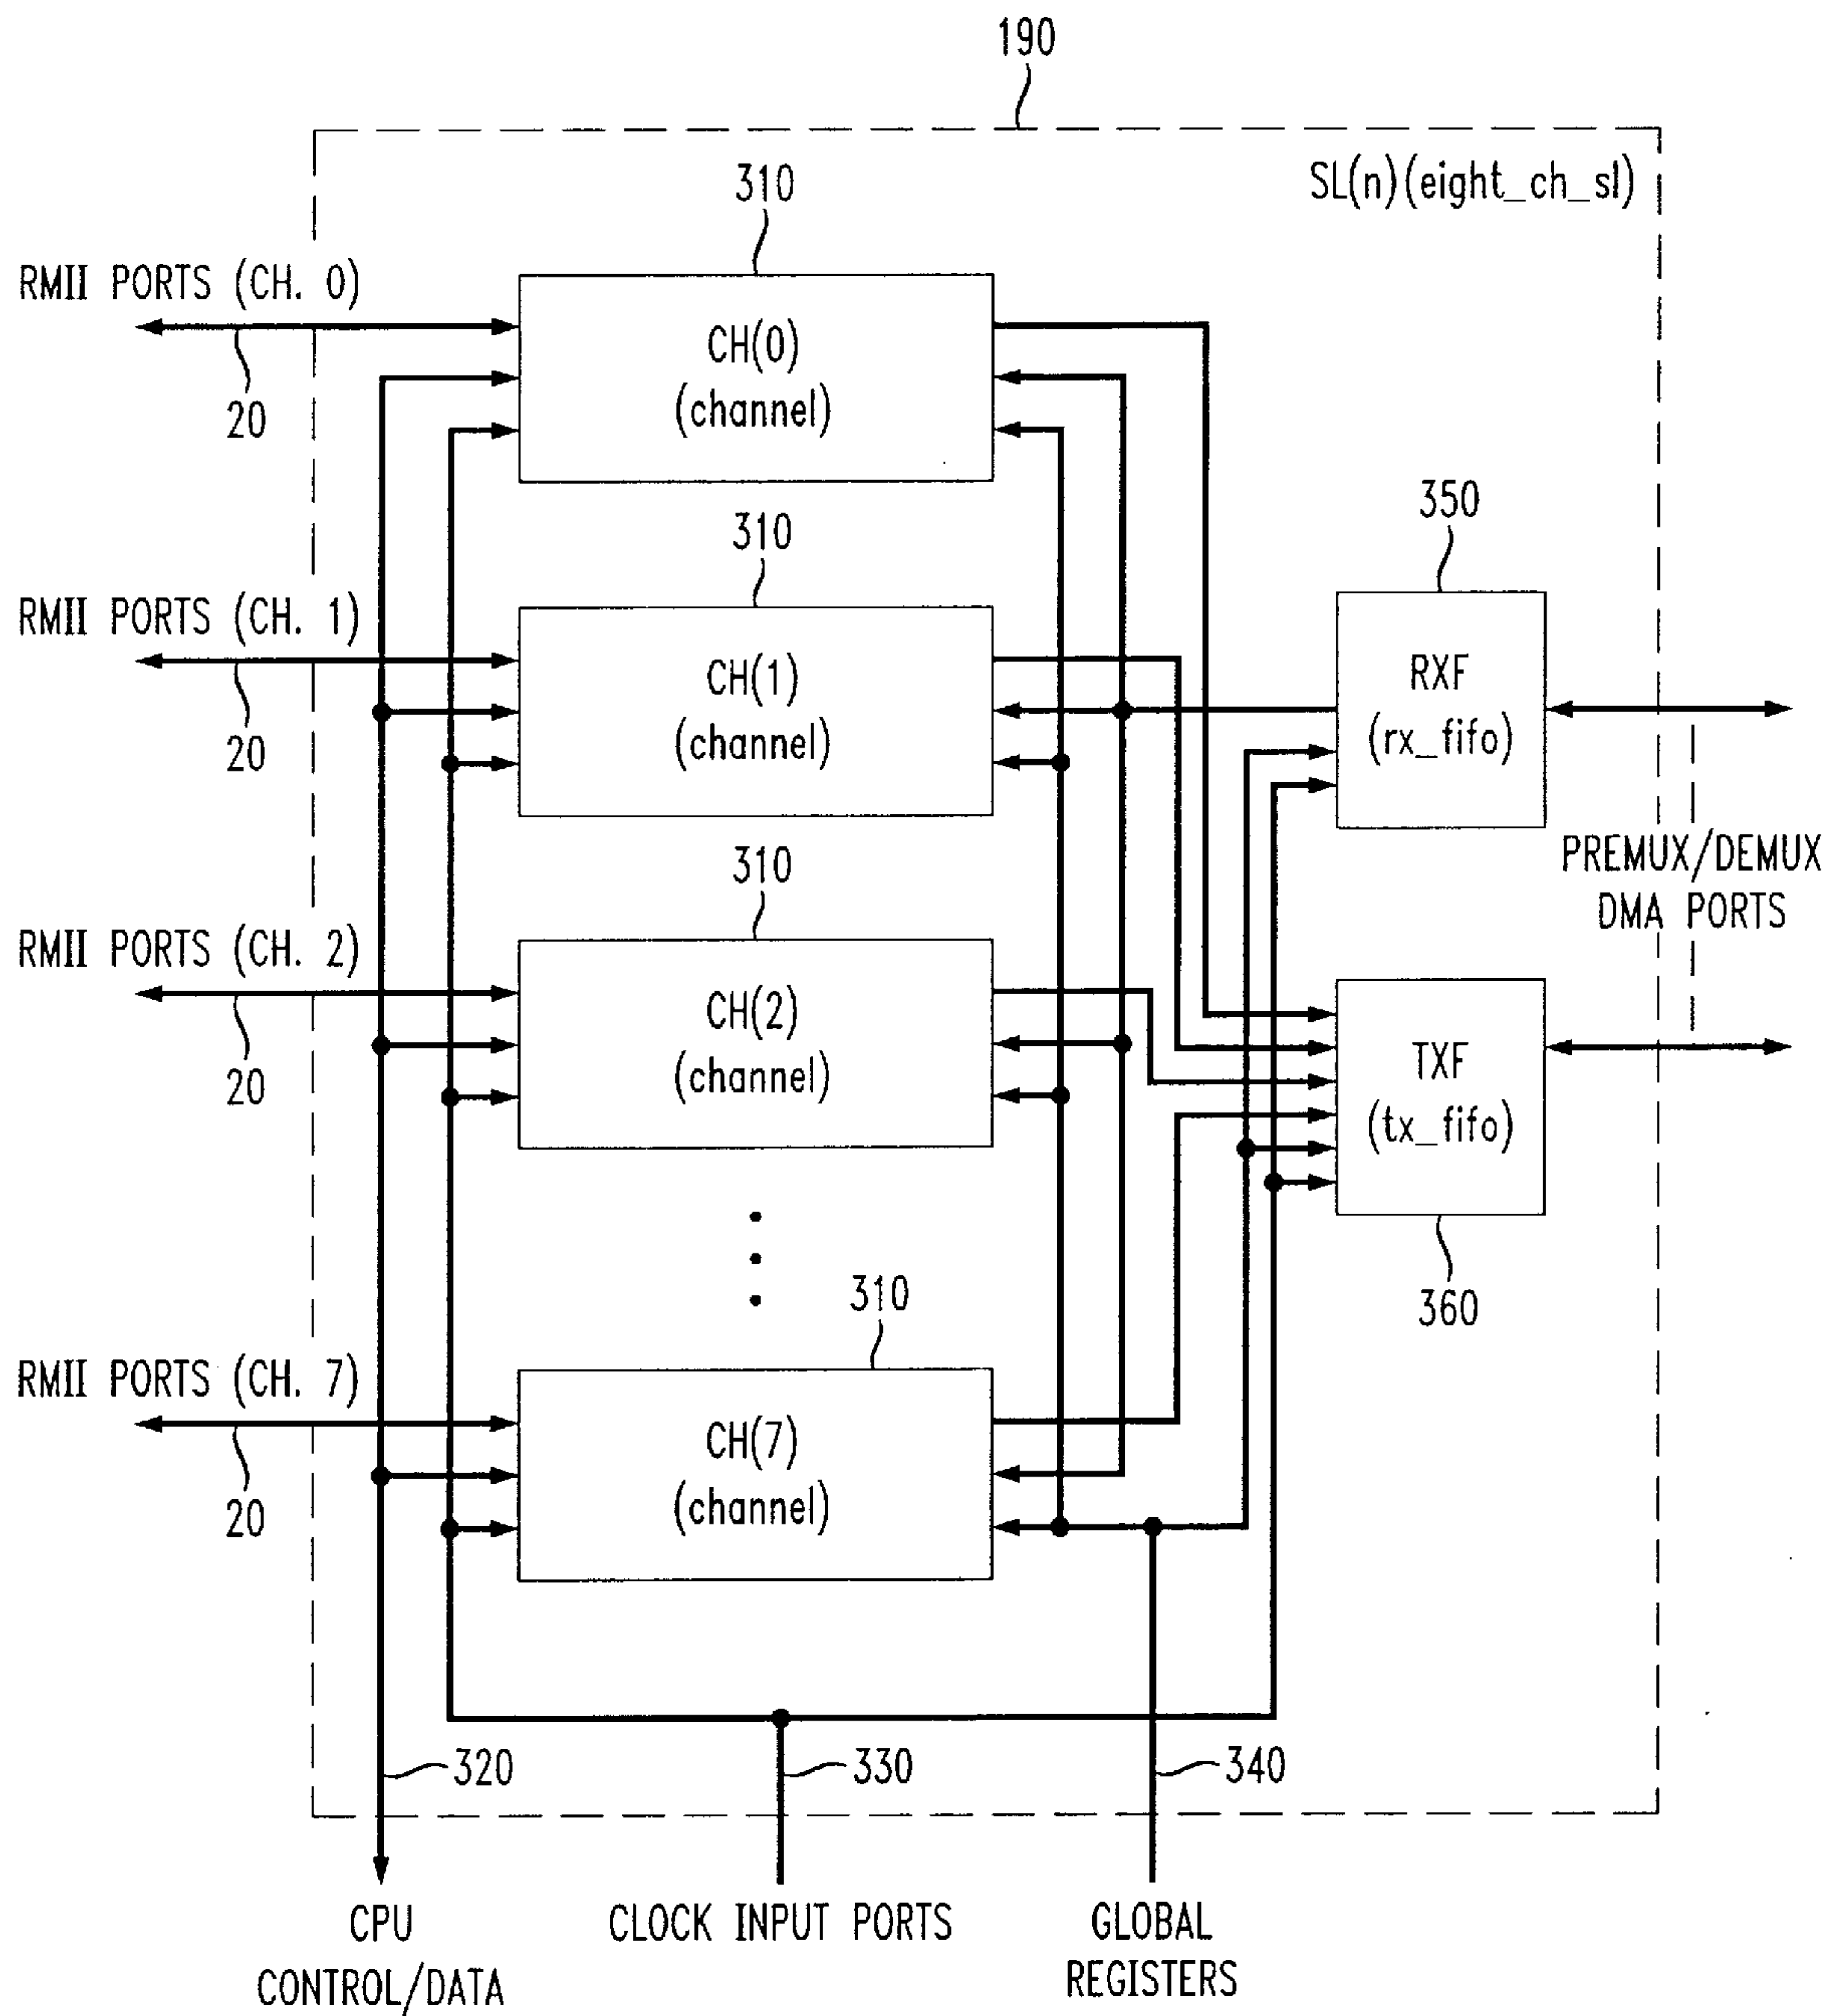 190
SL(n)(eight_ch_sl)
310
RMII PORTS (CH. 0)
20
CH(0)
(channel)
310
RMII PORTS (CH. 1)
20
CH(1)
(channel)
350
RXF
(rx_fifo)
PREMUX/DEMUX
DMA PORTS
310
RMII PORTS (CH. 2)
20
CH(2)
(channel)
TXF
(tx_fifo)
360
310
RMII PORTS (CH. 7)
20
CH(7)
(channel)
320
330
340
CPU
CONTROL/DATA
CLOCK INPUT PORTS
GLOBAL
REGISTERS